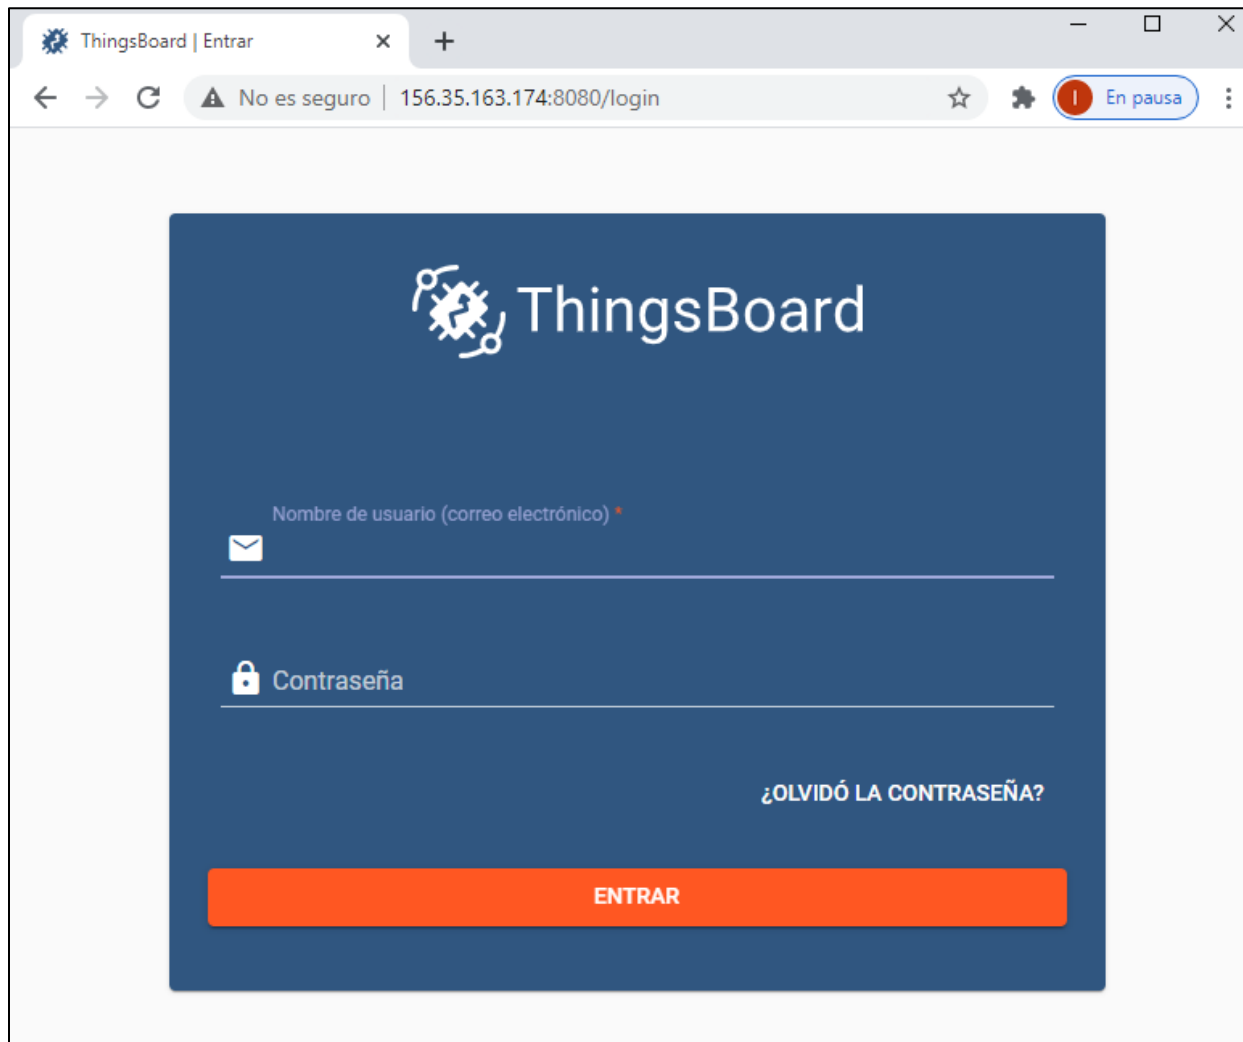 ThingsBoard | Entrar
No es seguro | 156.35.163.174:8080/login
I En pausa
ThingsBoard
Nombre de usuario (correo electrónico) *
Contraseña
¿OLVIDÓ LA CONTRASEÑA?
ENTRAR